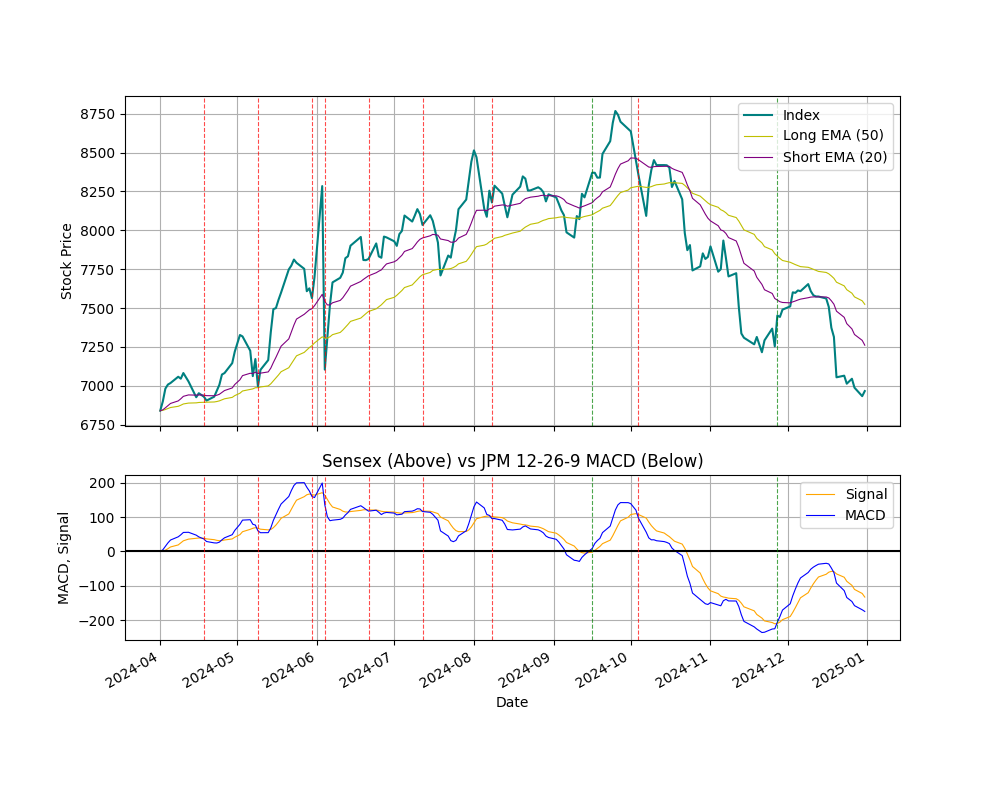 8750
8500
8250
8000
7750
7500
7250
7000
6750
Stock Price
Index
Long EMA (50)
Short EMA (20)
Sensex (Above) vs JPM 12-26-9 MACD (Below)
200
100
0
−100
−200
MACD, Signal
Signal
MACD
2024-04
2024-05
2024-06
2024-07
2024-08
2024-09
2024-10
2024-11
2024-12
2025-01
Date